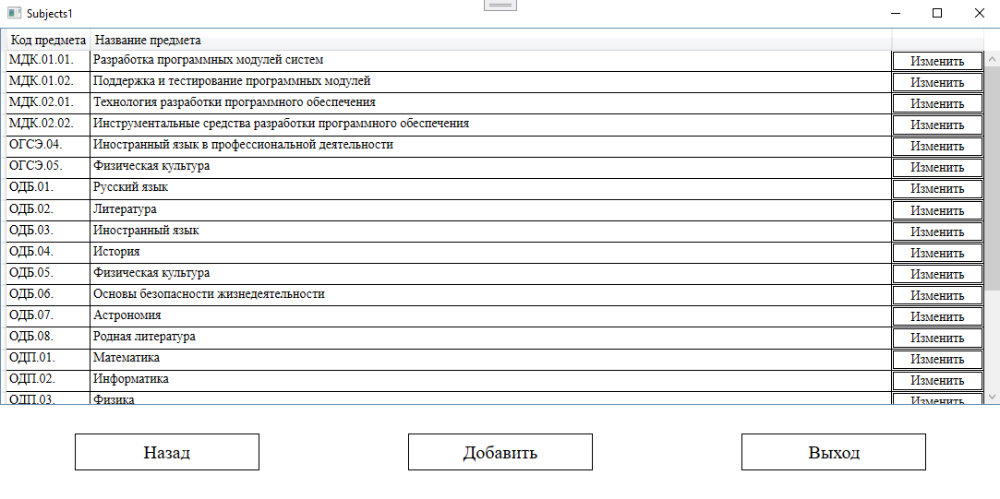 Subjects1
Код предмета Название предмета
МДК.01.01. Разработка программных модулей систем Изменить
МДК.01.02. Поддержка и тестирование программных модулей Изменить
МДК.02.01. Технология разработки программного обеспечения Изменить
МДК.02.02. Инструментальные средства разработки программного обеспечения Изменить
ОГСЭ.04. Иностранный язык в профессиональной деятельности Изменить
ОГСЭ.05. Физическая культура Изменить
ОДБ.01. Русский язык Изменить
ОДБ.02. Литература Изменить
ОДБ.03. Иностранный язык Изменить
ОДБ.04. История Изменить
ОДБ.05. Физическая культура Изменить
ОДБ.06. Основы безопасности жизнедеятельности Изменить
ОДБ.07. Астрономия Изменить
ОДБ.08. Родная литература Изменить
ОДП.01. Математика Изменить
ОДП.02. Информатика Изменить
ОДП.03. Физика Изменить
Назад Добавить Выход